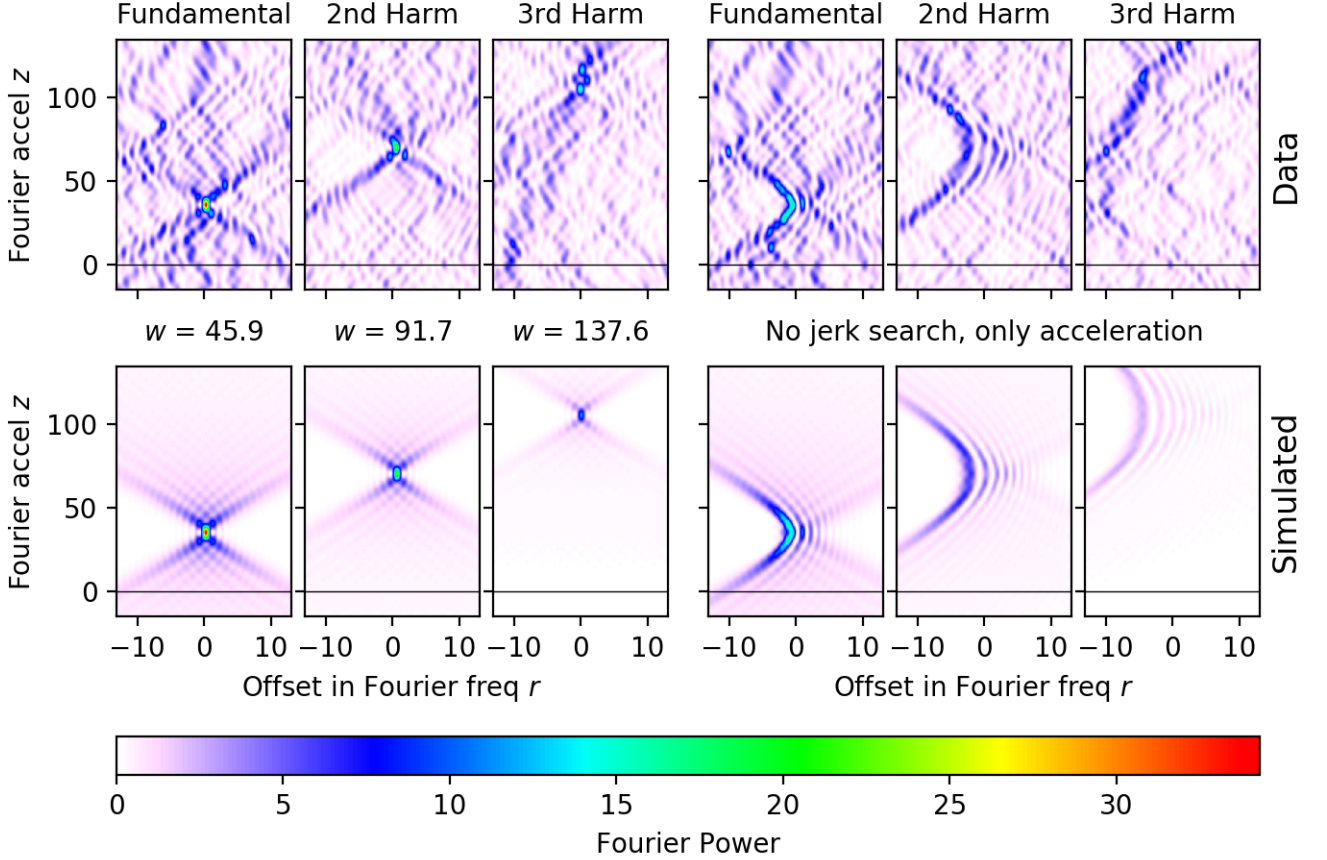 Fundamental 2nd Harm 3rd Harm Fundamental 2nd Harm 3rd Harm
Fourier accel z
100
50
0
Data
w = 45.9 w = 91.7 w = 137.6 No jerk search, only acceleration
Fourier accel z
100
50
0
Simulated
−10 0 10 −10 0 10 −10 0 10 −10 0 10 −10 0 10 −10 0 10
Offset in Fourier freq r Offset in Fourier freq r
0 5 10 15 20 25 30
Fourier Power